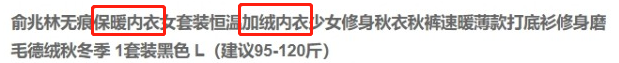 俞兆林无痕保暖内衣女套装恒温加绒内衣少女修身秋衣秋裤速暖薄款打底衫修身磨
毛德绒秋冬季 1套装黑色 L（建议95-120斤）